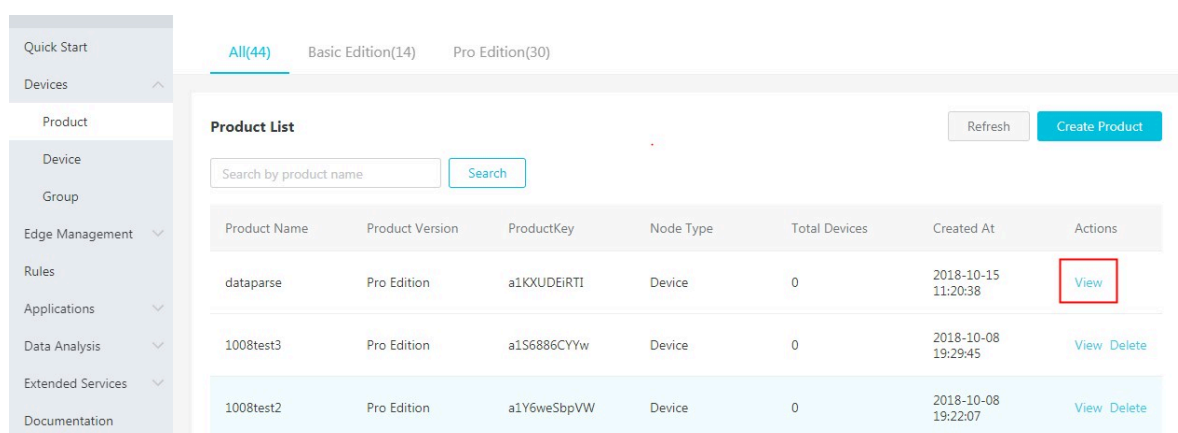 Quick Start
Devices
Product
Device
Group
Edge Management
Rules
Applications
Data Analysis
Extended Services
Documentation
All(44) Basic Edition(14) Pro Edition(30)
Product List Refresh Create Product
Search by product name Search
Product Name Product Version ProductKey Node Type Total Devices Created At Actions
dataparse Pro Edition a1KXUDEiRTI Device 0 2018-10-15 11:20:38 View
1008test3 Pro Edition a1S6886CYYw Device 0 2018-10-08 19:29:45 View Delete
1008test2 Pro Edition a1Y6weSbpVW Device 0 2018-10-08 19:22:07 View Delete